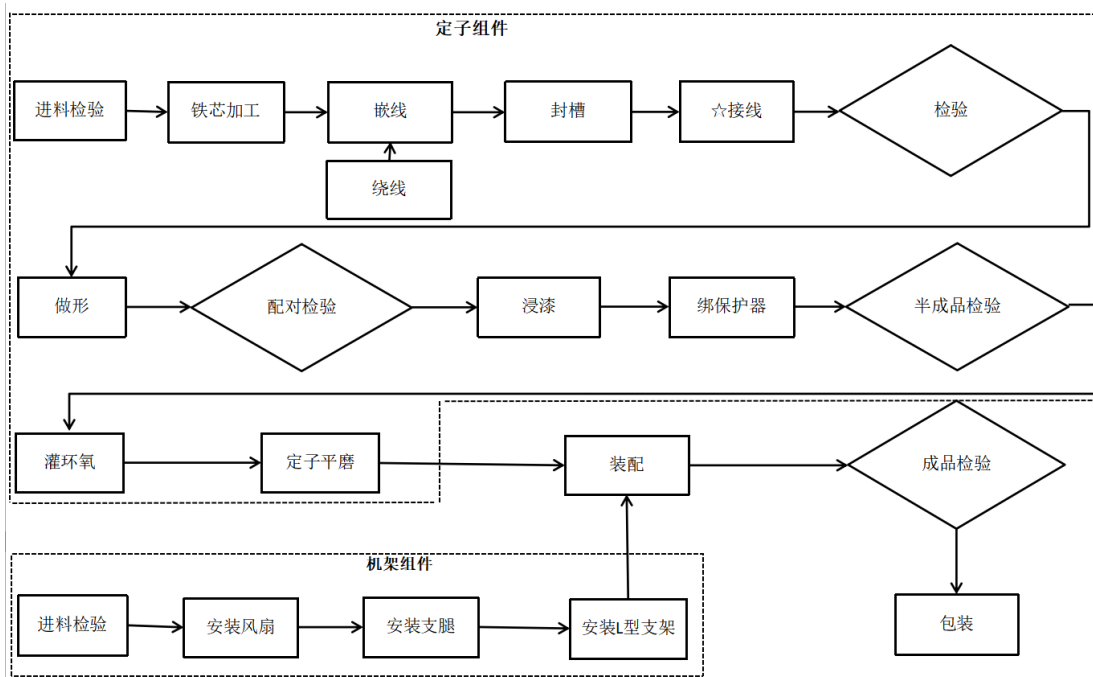 定子组件
进料检验
铁芯加工
嵌线
封槽
☆接线
检验
绕线
做形
配对检验
浸漆
绑保护器
半成品检验
灌环氧
定子平磨
装配
成品检验
机架组件
进料检验
安装风扇
安装支腿
安装L型支架
包装